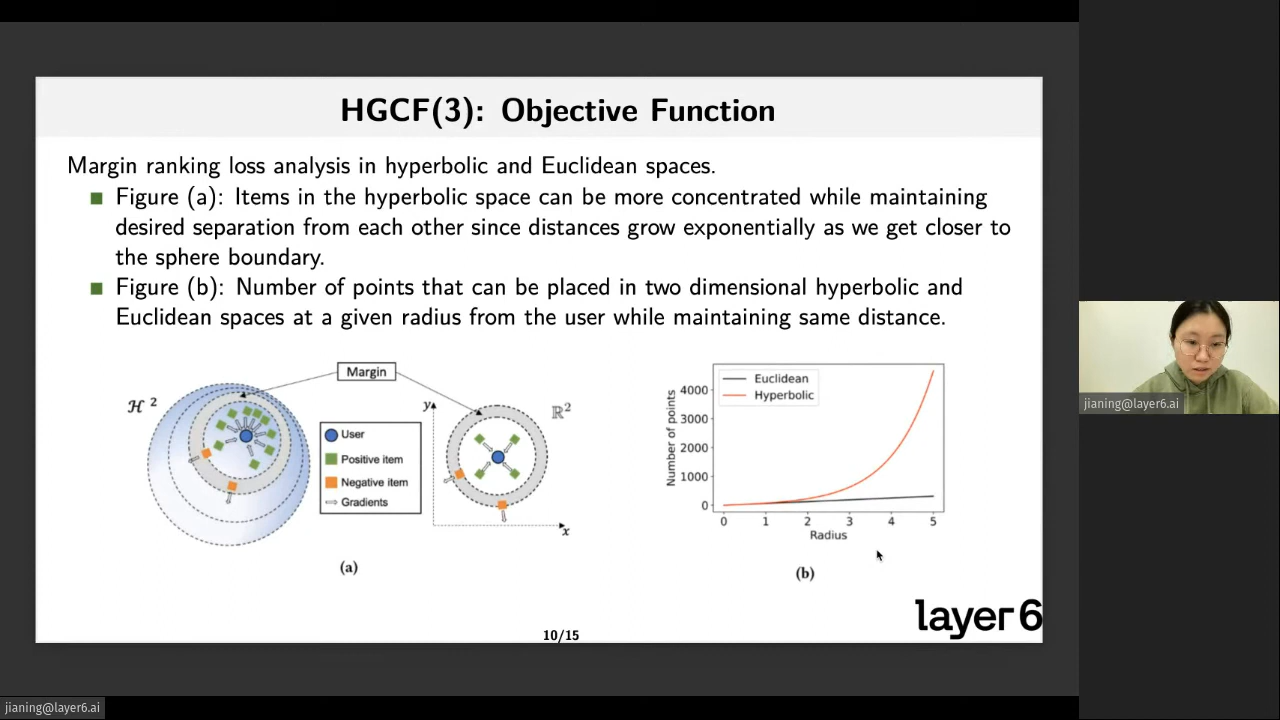 HGCF(3): Objective Function
Margin ranking loss analysis in hyperbolic and Euclidean spaces.
Figure (a): Items in the hyperbolic space can be more concentrated while maintaining
desired separation from each other since distances grow exponentially as we get closer to
the sphere boundary.
Figure (b): Number of points that can be placed in two dimensional hyperbolic and
Euclidean spaces at a given radius from the user while maintaining same distance.
Margin
ℋ 2
y
ℝ2
User
Positive item
Negative item
Gradients
x
(a)
Euclidean
Hyperbolic
Number of points
4000
3000
2000
1000
0
0 1 2 3 4 5
Radius
(b)
layer 6
10/15
jianing@layer6.ai
jianing@layer6.ai